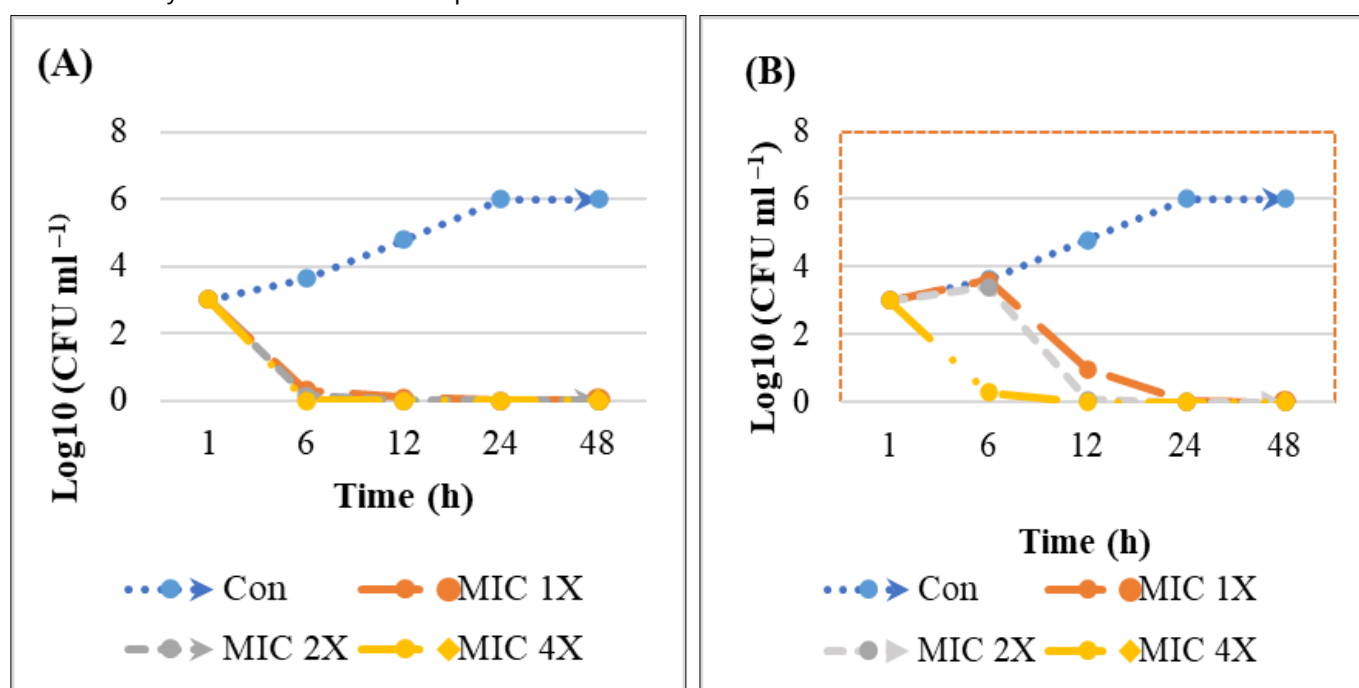 (A)
8
6
4
2
0
1 6 12 24 48
Log10 (CFU ml −1)
Time (h)
Con MIC 1X
MIC 2X MIC 4X
(B)
8
6
4
2
0
1 6 12 24 48
Log10 (CFU ml −1)
Time (h)
Con MIC 1X
MIC 2X MIC 4X